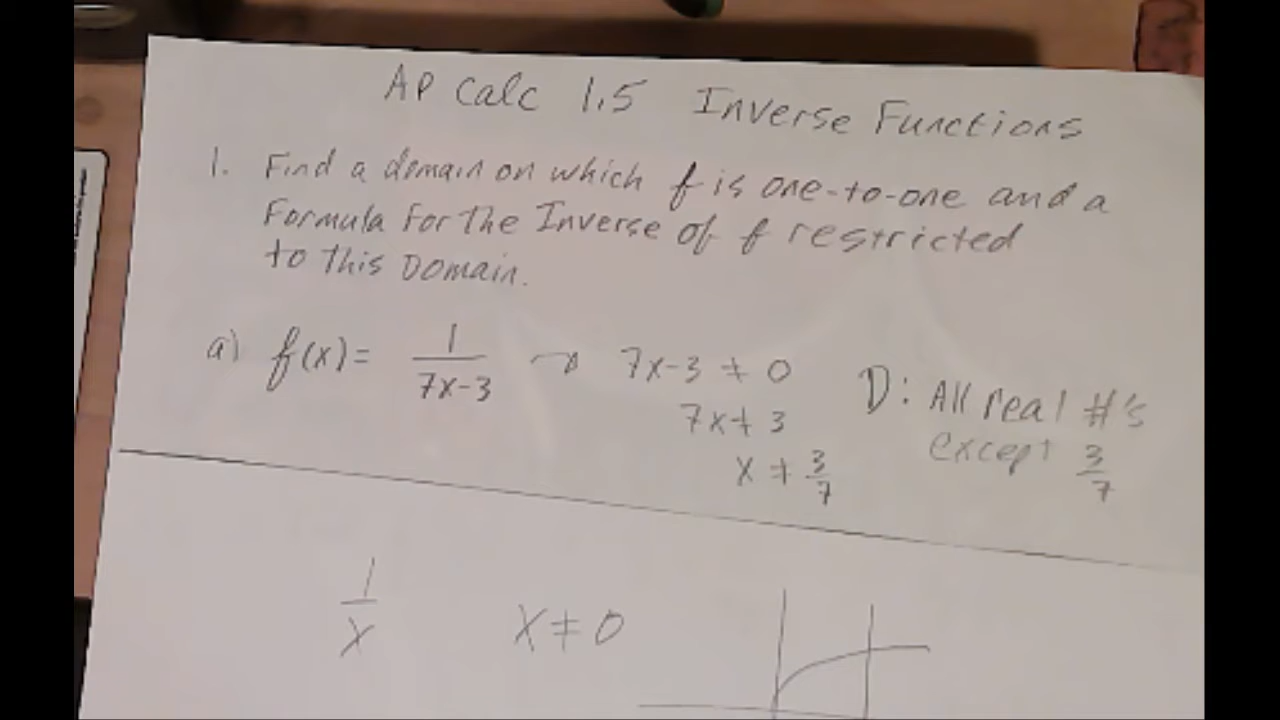 AP Calc 1.5 Inverse Functions
1. Find a domain on which f is one-to-one and a
Formula For The Inverse of f restricted
to This Domain.
a) f(x) = 1/(7x-3) → 7x-3 ≠ 0 D: All real #'s
7x ≠ 3 except 3/7
x ≠ 3/7
1/x x ≠ 0